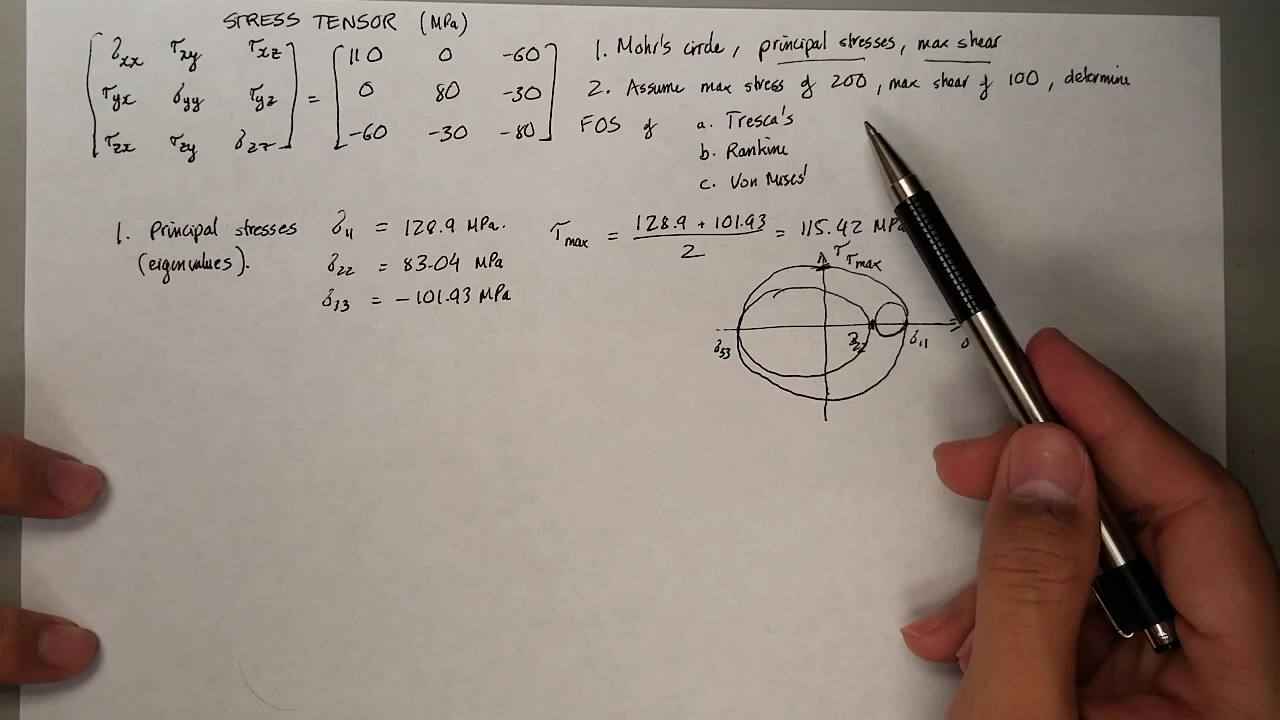 STRESS TENSOR (MPa)
σxx τxy τxz = 110 0 -60
τyx σyy τyz 0 80 -30
τzx τzy σzz -60 -30 -80
1. Mohr's circle, principal stresses, max shear
2. Assume max stress of 200, max shear of 100, determine
FOS of a. Tresca's
b. Rankine
c. Von Mises'
1. Principal stresses σ11 = 128.9 MPa.
(eigenvalues). σ22 = 83.04 MPa
σ33 = -101.93 MPa
τmax = 128.9 + 101.93 / 2 = 115.42 MPa
τ τmax
σ33 σ22 σ11 σ